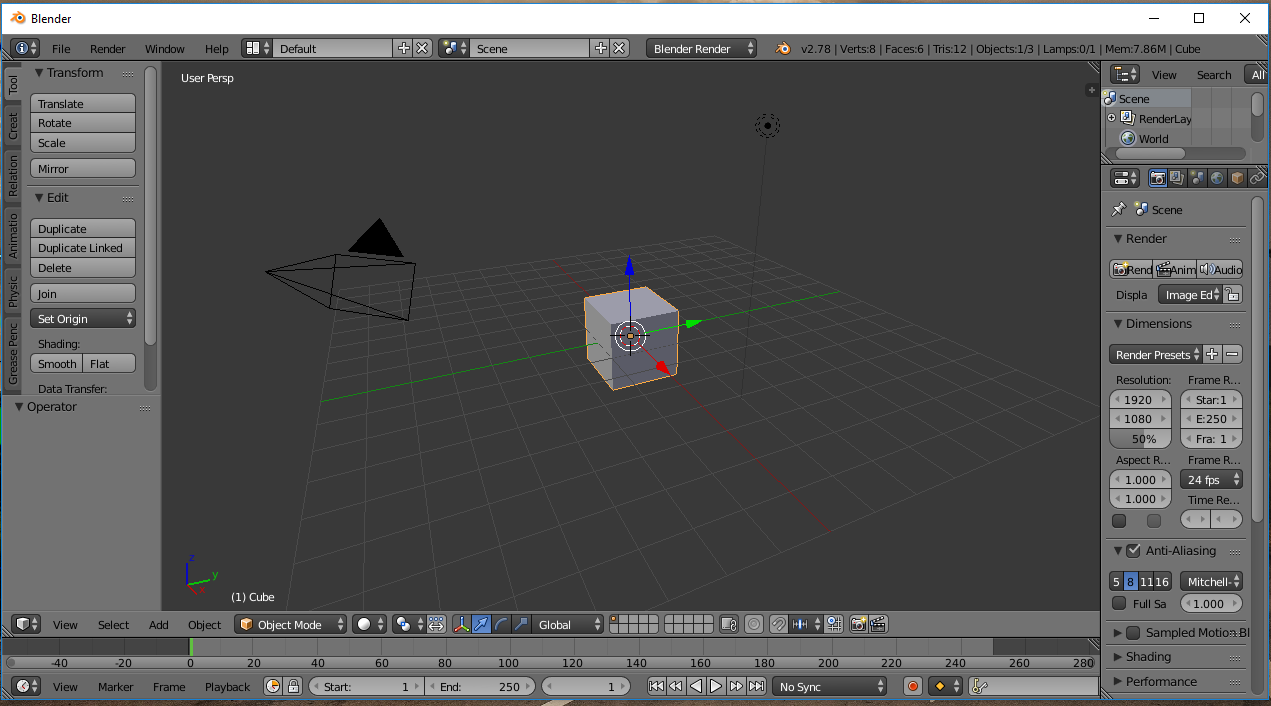 Blender
File Render Window Help Default Scene Blender Render v2.78 | Verts:8 | Faces:6 | Tris:12 | Objects:1/3 | Lamps:0/1 | Mem:7.86M | Cube
Tool
Creat
Relation
Animatio
Physic
Grease Penc
Transform
Translate
Rotate
Scale
Mirror
Edit
Duplicate
Duplicate Linked
Delete
Join
Set Origin
Shading:
Smooth Flat
Data Transfer:
Operator
User Persp
z
y
x
(1) Cube
View Search All
Scene
RenderLay
World
Scene
Render
Rend Anim Audio
Displa Image Ed
Dimensions
Render Presets
Resolution: Frame R...
1920 Star:1
1080 E:250
50% Fra: 1
Aspect R... Frame R...
1.000 24 fps
1.000 Time Re...
Anti-Aliasing
5 8 11 16 Mitchell-
Full Sa 1.000
Sampled Motion Bl
Shading
Performance
View Select Add Object Object Mode Global
-40 -20 0 20 40 60 80 100 120 140 160 180 200 220 240 260 280
View Marker Frame Playback Start: 1 End: 250 1 No Sync